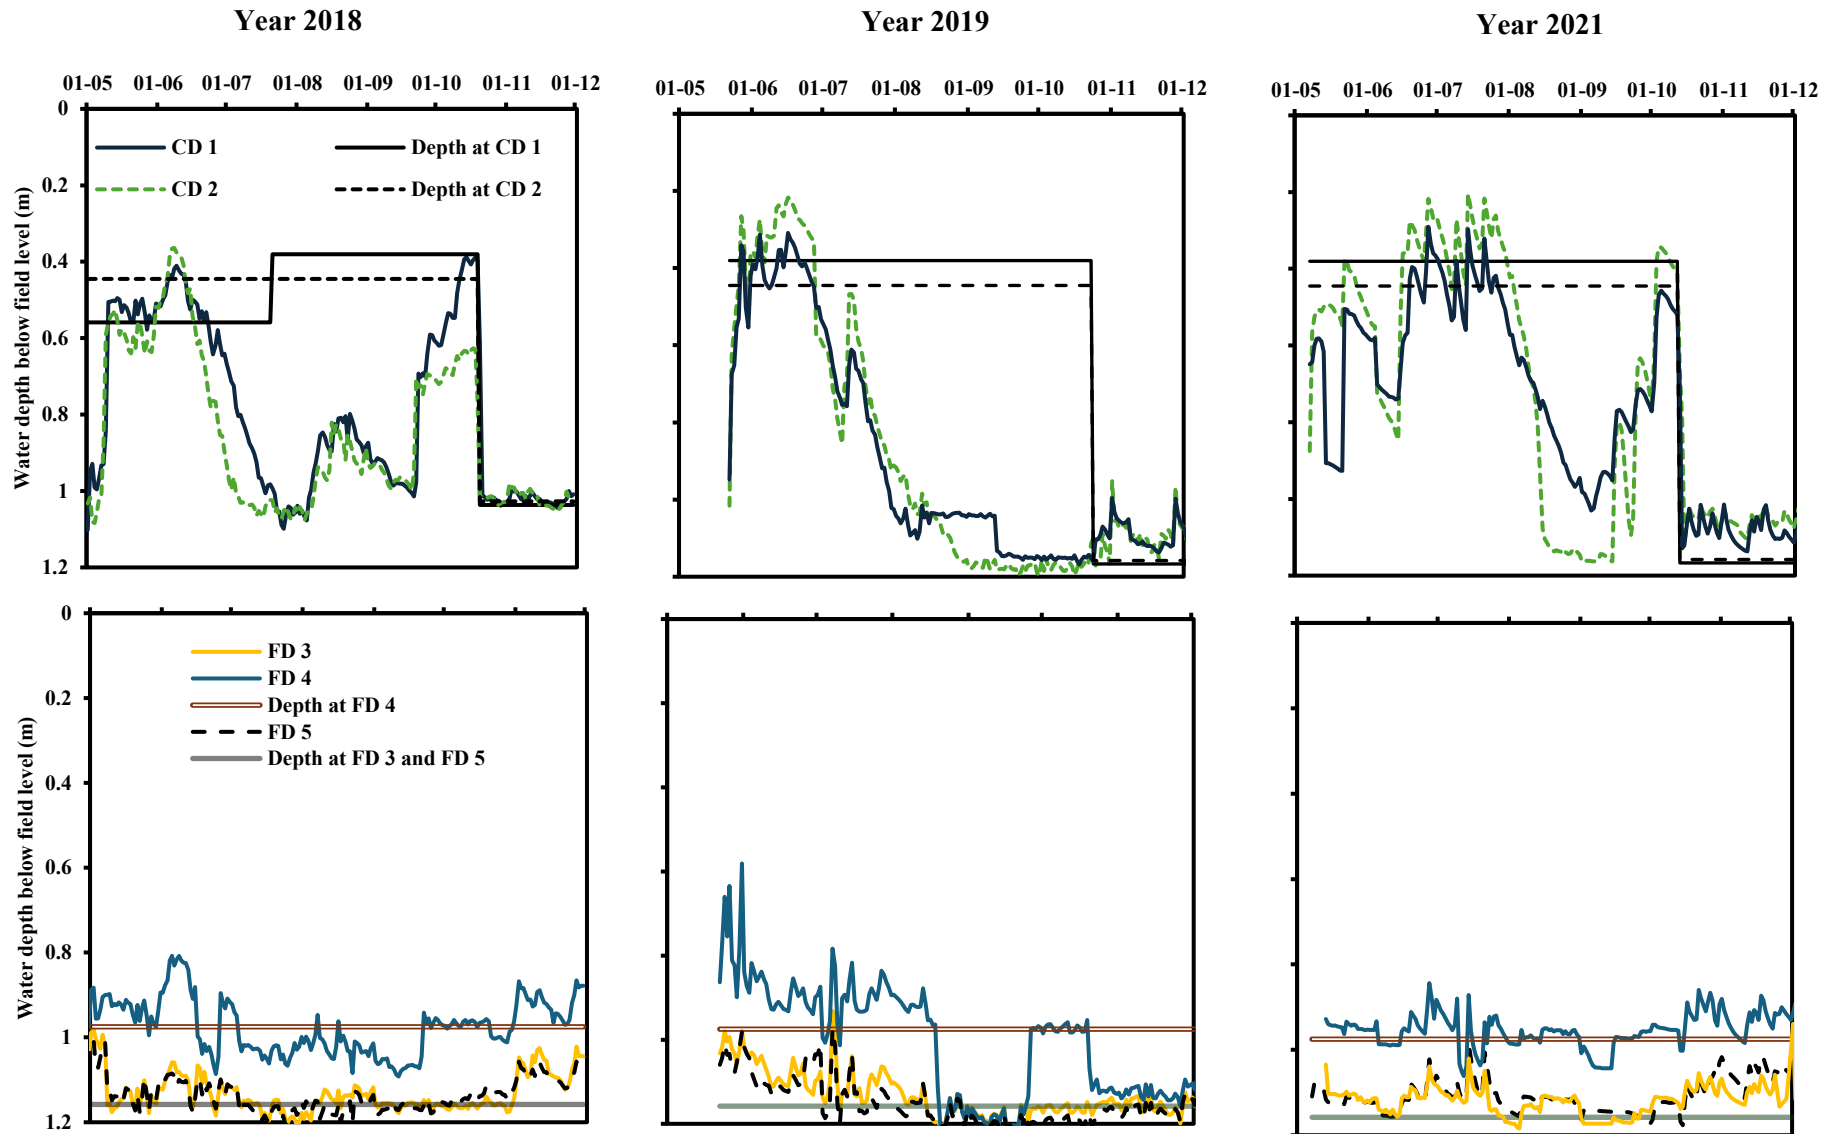 Year 2018
Year 2019
Year 2021
01-05 01-06 01-07 01-08 01-09 01-10 01-11 01-12
01-05 01-06 01-07 01-08 01-09 01-10 01-11 01-12
01-05 01-06 01-07 01-08 01-09 01-10 01-11 01-12
Water depth below field level (m)
0
0.2
0.4
0.6
0.8
1
1.2
CD 1
Depth at CD 1
CD 2
Depth at CD 2
Water depth below field level (m)
0
0.2
0.4
0.6
0.8
1
1.2
FD 3
FD 4
Depth at FD 4
FD 5
Depth at FD 3 and FD 5